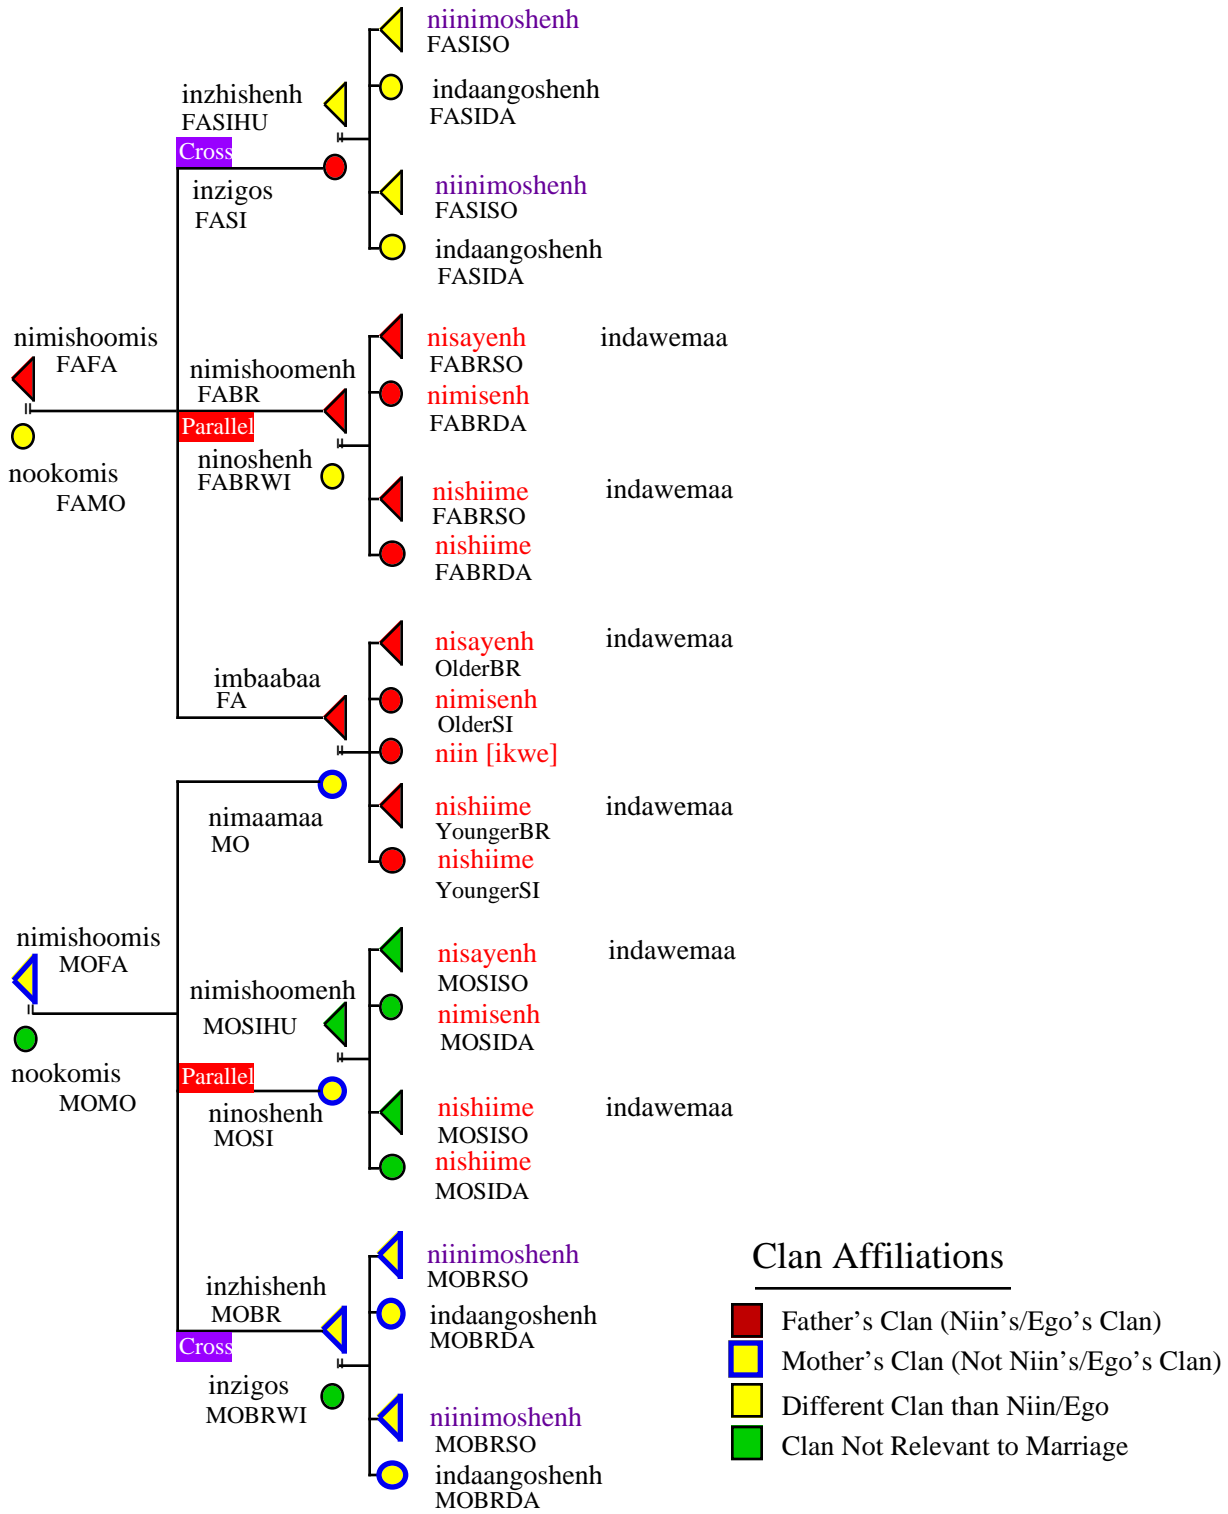 niinimoshenh
FASISO
inzhishenh
FASIHU
indaangoshenh
FASIDA
Cross
inzigos
FASI
niinimoshenh
FASISO
indaangoshenh
FASIDA
nimishoomis
FAFA
nookomis
FAMO
nimishoomenh
FABR
Parallel
ninoshenh
FABRWI
nisayenh indawemaa
FABRSO
nimisenh
FABRDA
nishiime indawemaa
FABRSO
nishiime
FABRDA
imbaabaa
FA
nisayenh indawemaa
OlderBR
nimisenh
OlderSI
niin [ikwe]
nishiime indawemaa
YoungerBR
nishiime
YoungerSI
nimaamaa
MO
nimishoomis
MOFA
nookomis
MOMO
nimishoomenh
MOSIHU
Parallel
ninoshenh
MOSI
nisayenh indawemaa
MOSISO
nimisenh
MOSIDA
nishiime indawemaa
MOSISO
nishiime
MOSIDA
inzhishenh
MOBR
Cross
inzigos
MOBRWI
niinimoshenh
MOBRSO
indaangoshenh
MOBRDA
niinimoshenh
MOBRSO
indaangoshenh
MOBRDA
Clan Affiliations
Father's Clan (Niin's/Ego's Clan)
Mother's Clan (Not Niin's/Ego's Clan)
Different Clan than Niin/Ego
Clan Not Relevant to Marriage